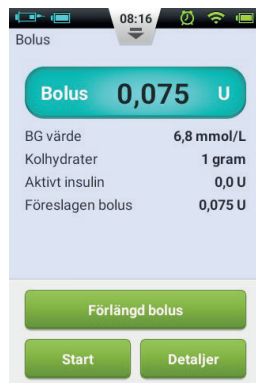 08:16
Bolus
Bolus 0,075 U
BG värde 6,8 mmol/L
Kolhydrater 1 gram
Aktivt insulin 0,0 U
Föreslagen bolus 0,075 U
Förlängd bolus
Start Detaljer